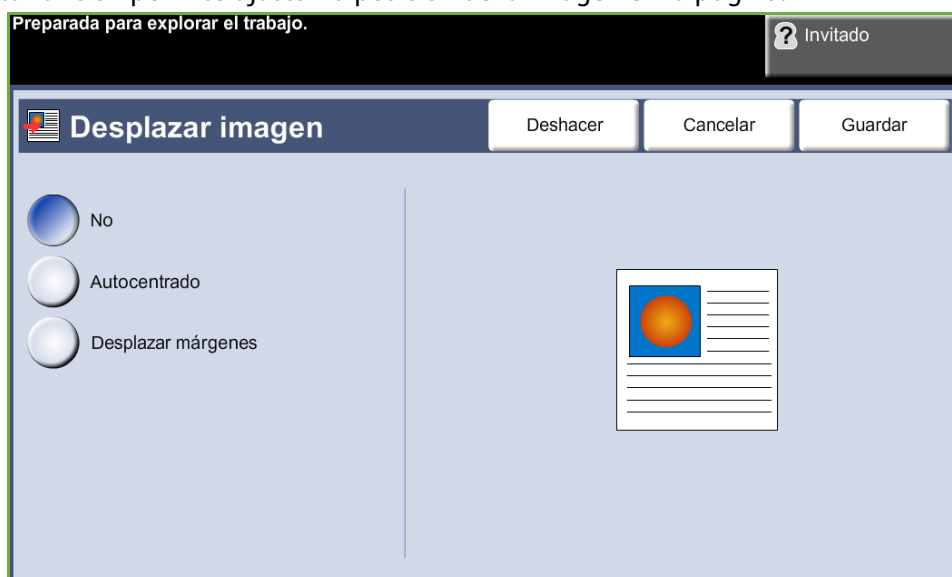 Preparada para explorar el trabajo.
? Invitado
Desplazar imagen
Deshacer
Cancelar
Guardar
No
Autocentrado
Desplazar márgenes